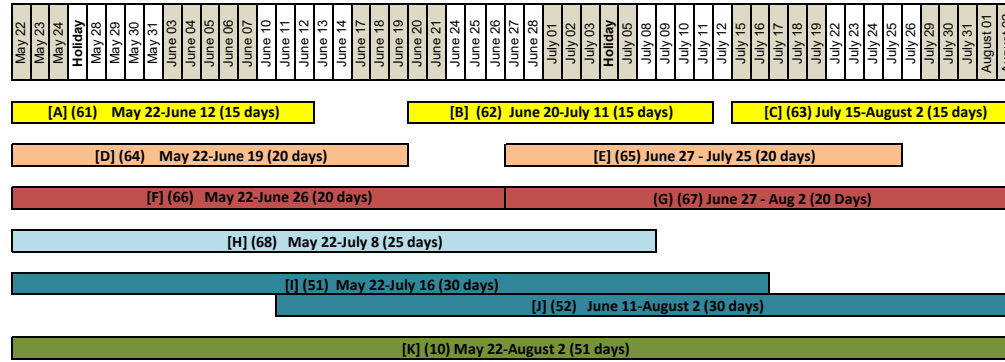 May 22
May 23
May 24
Holiday
May 28
May 29
May 30
May 31
June 03
June 04
June 05
June 06
June 07
June 10
June 11
June 12
June 13
June 14
June 17
June 18
June 19
June 20
June 21
June 24
June 25
June 26
June 27
June 28
July 01
July 02
July 03
Holiday
July 05
July 08
July 09
July 10
July 11
July 12
July 15
July 16
July 17
July 18
July 19
July 22
July 23
July 24
July 25
July 26
July 29
July 30
July 31
August 01
[A] (61) May 22-June 12 (15 days)
[B] (62) June 20-July 11 (15 days)
[C] (63) July 15-August 2 (15 days)
[D] (64) May 22-June 19 (20 days)
[E] (65) June 27 - July 25 (20 days)
[F] (66) May 22-June 26 (20 days)
(G) (67) June 27 - Aug 2 (20 Days)
[H] (68) May 22-July 8 (25 days)
[I] (51) May 22-July 16 (30 days)
[J] (52) June 11-August 2 (30 days)
[K] (10) May 22-August 2 (51 days)